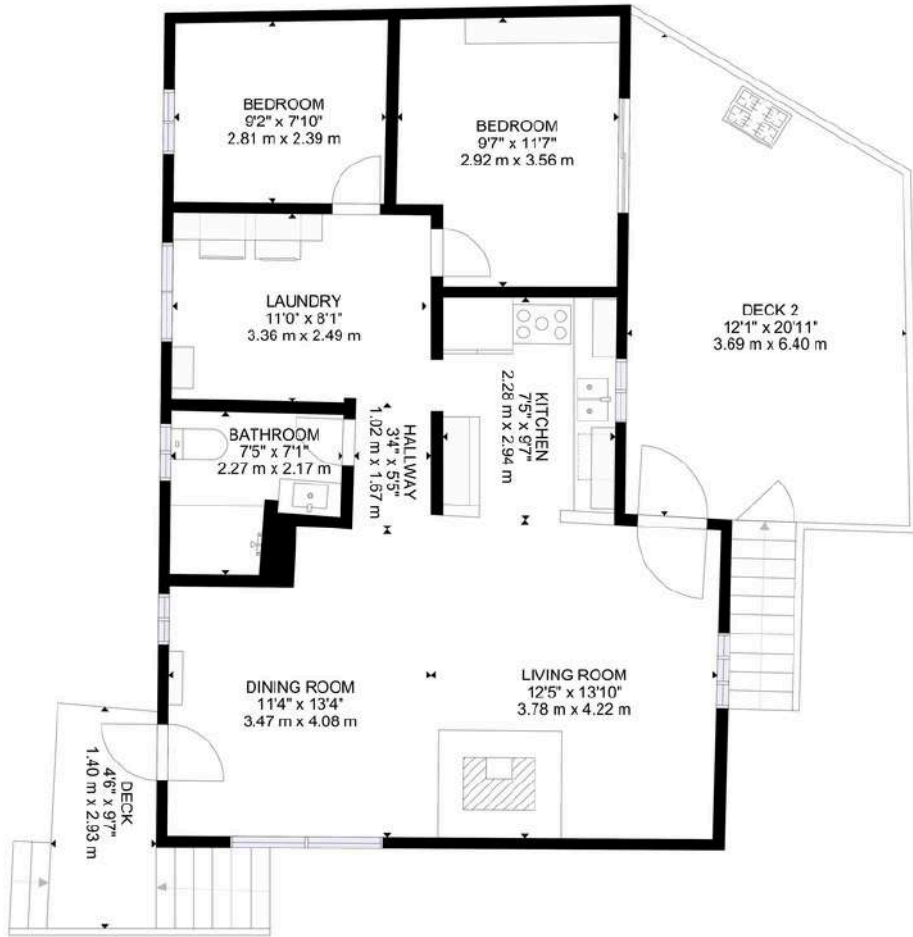 BEDROOM
9'2" x 7'10"
2.81 m x 2.39 m
BEDROOM
9'7" x 11'7"
2.92 m x 3.56 m
LAUNDRY
11'0" x 8'1"
3.36 m x 2.49 m
DECK 2
12'1" x 20'11"
3.69 m x 6.40 m
KITCHEN
7'5" x 9'7"
2.28 m x 2.94 m
HALLWAY
3'4" x 5'5"
1.02 m x 1.67 m
BATHROOM
7'5" x 7'1"
2.27 m x 2.17 m
DINING ROOM
11'4" x 13'4"
3.47 m x 4.08 m
LIVING ROOM
12'5" x 13'10"
3.78 m x 4.22 m
DECK
4'6" x 9'7"
1.40 m x 2.93 m